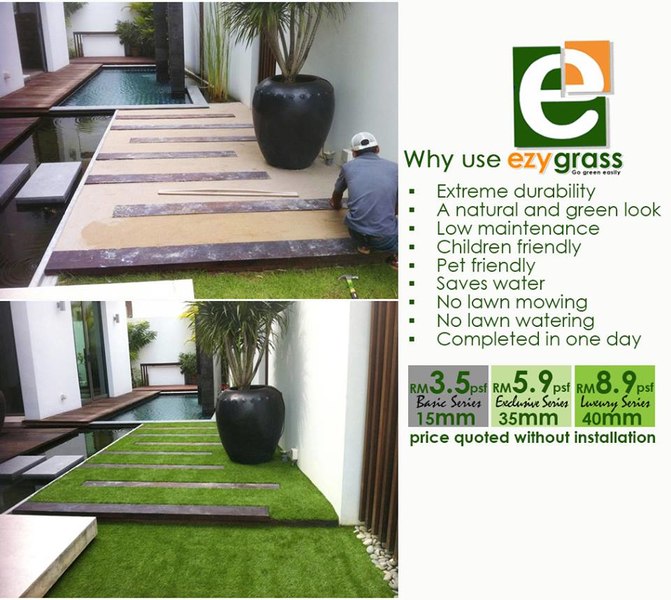 e e
Why use ezygrass
Go green easily
▪ Extreme durability
▪ A natural and green look
▪ Low maintenance
▪ Children friendly
▪ Pet friendly
▪ Saves water
▪ No lawn mowing
▪ No lawn watering
▪ Completed in one day
RM3.5psf RM5.9psf RM8.9psf
Basic Series Exclusive Series Luxury Series
15mm 35mm 40mm
price quoted without installation